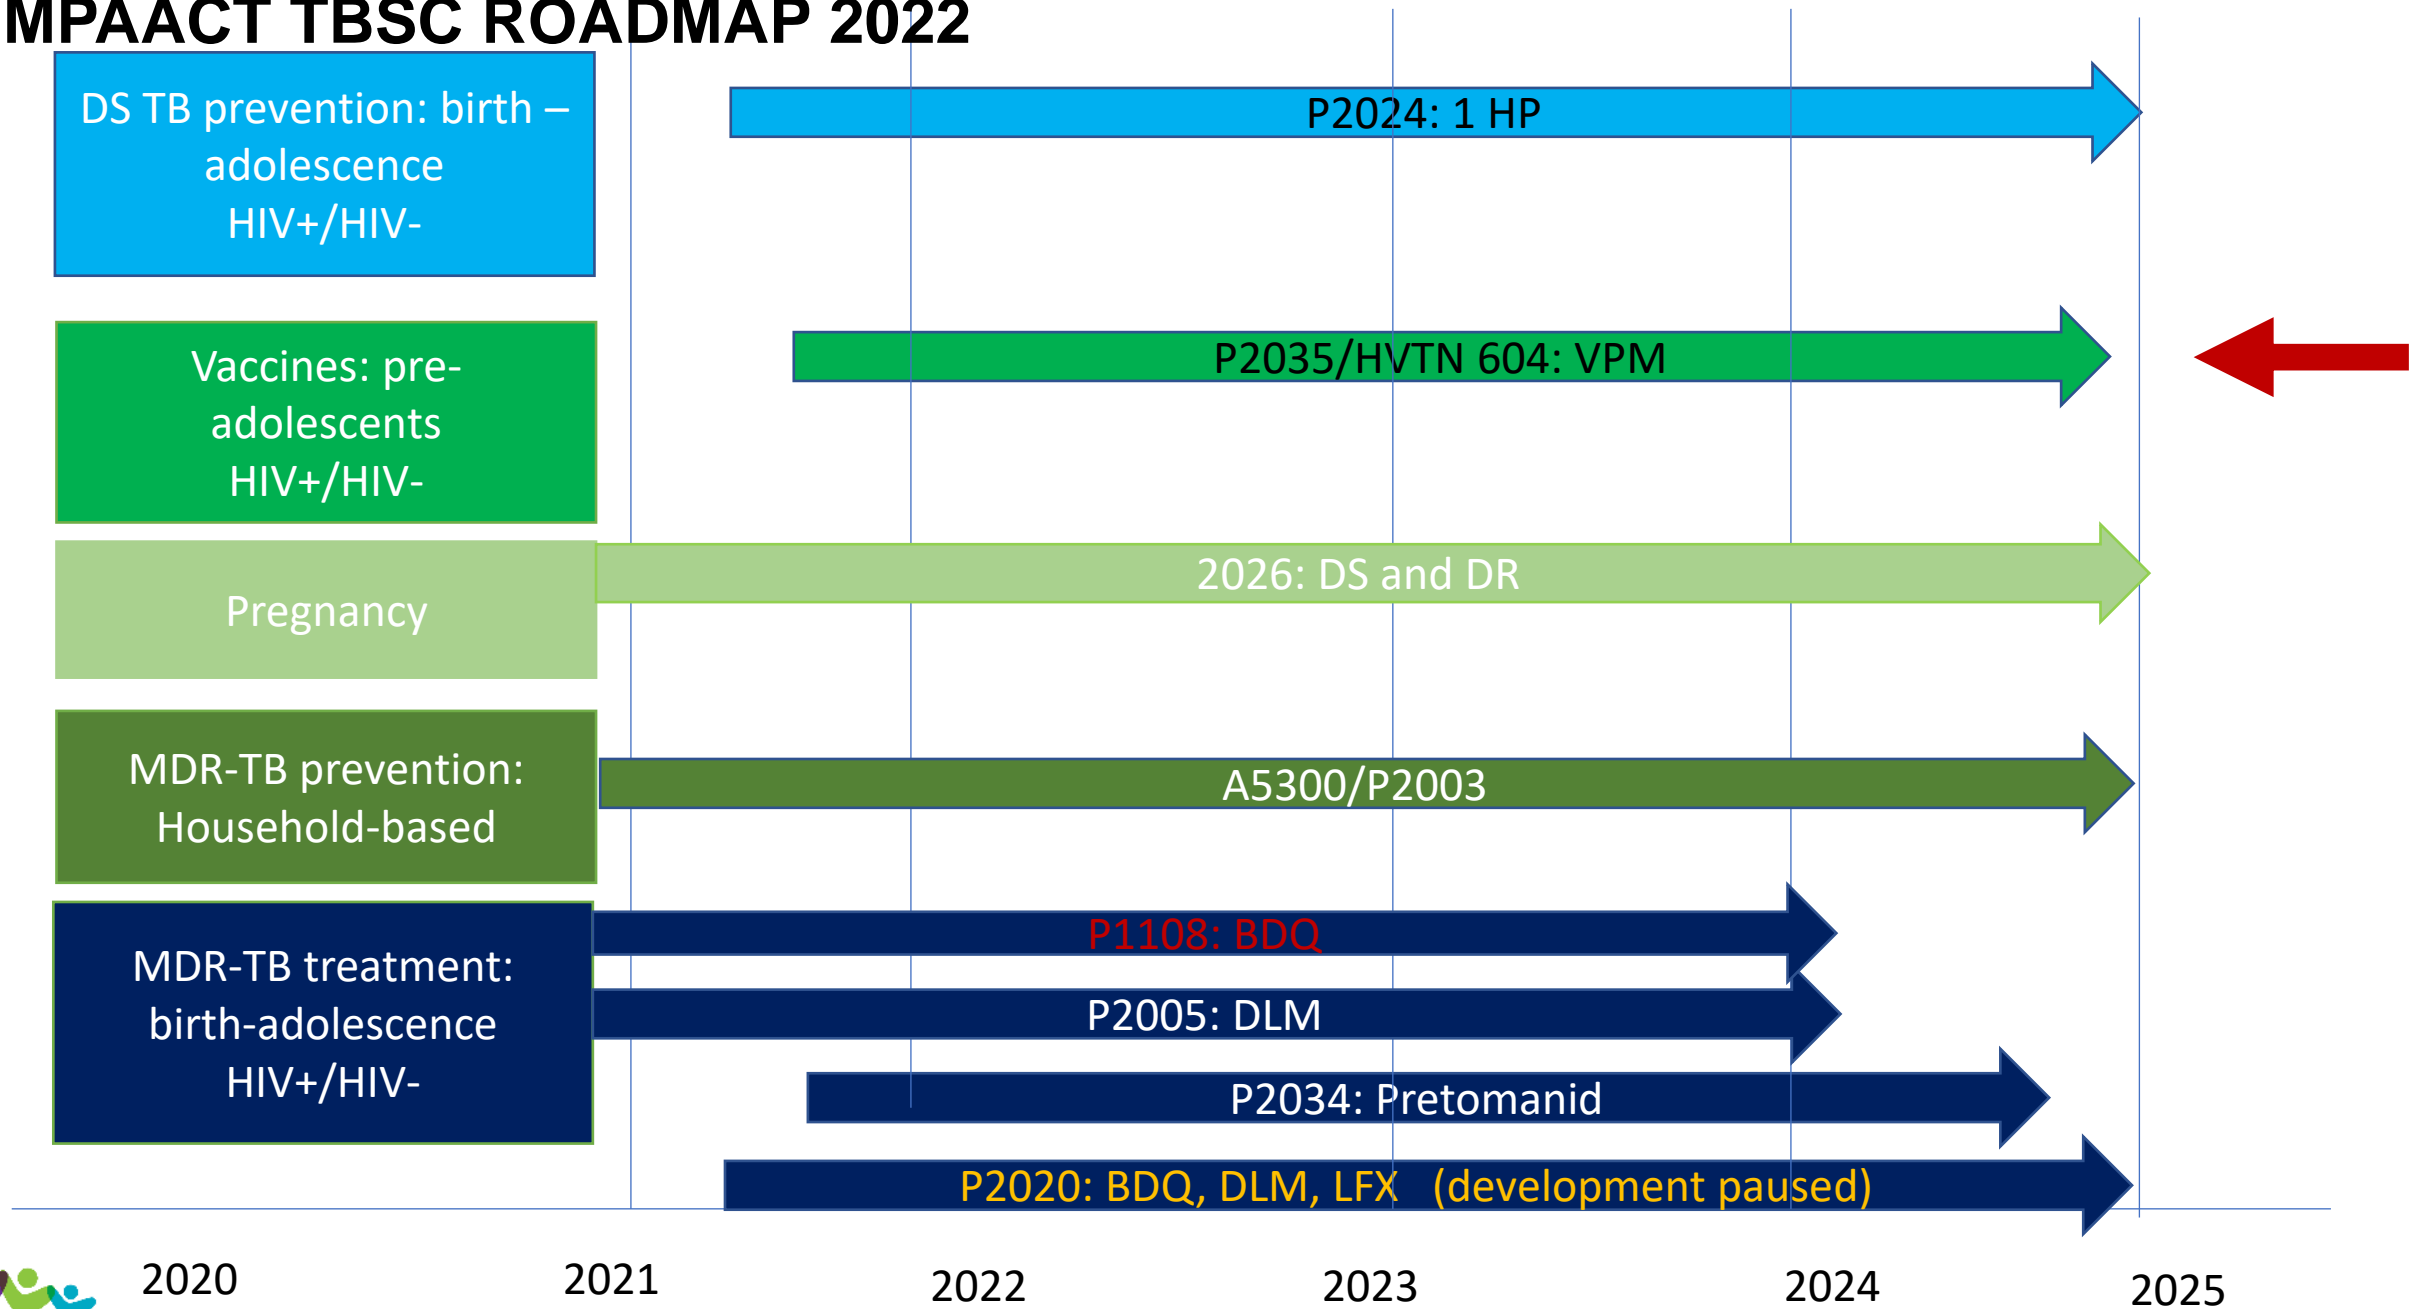 MPAACT TBSC ROADMAP 2022
DS TB prevention: birth –
adolescence
HIV+/HIV-
P2024: 1 HP
Vaccines: pre-
adolescents
HIV+/HIV-
P2035/HVTN 604: VPM
Pregnancy
2026: DS and DR
MDR-TB prevention:
Household-based
A5300/P2003
MDR-TB treatment:
birth-adolescence
HIV+/HIV-
P1108: BDQ
P2005: DLM
P2034: Pretomanid
P2020: BDQ, DLM, LFX (development paused)
2020
2021
2022
2023
2024
2025